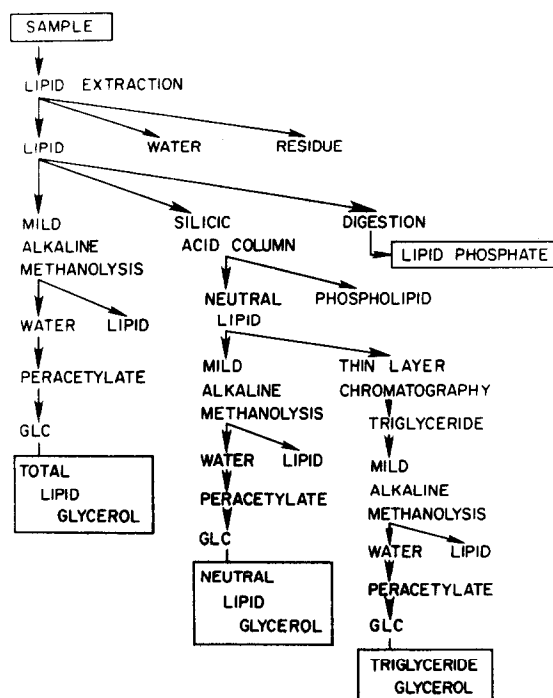 SAMPLE
LIPID EXTRACTION
LIPID
WATER
RESIDUE
MILD
ALKALINE
METHANOLYSIS
WATER
LIPID
PERACETYLATE
GLC
TOTAL
LIPID
GLYCEROL
SILICIC
ACID COLUMN
NEUTRAL
LIPID
PHOSPHOLIPID
MILD
ALKALINE
METHANOLYSIS
WATER
LIPID
PERACETYLATE
GLC
NEUTRAL
LIPID
GLYCEROL
DIGESTION
LIPID PHOSPHATE
THIN LAYER
CHROMATOGRAPHY
TRIGLYCERIDE
MILD
ALKALINE
METHANOLYSIS
WATER
LIPID
PERACETYLATE
GLC
TRIGLYCERIDE
GLYCEROL